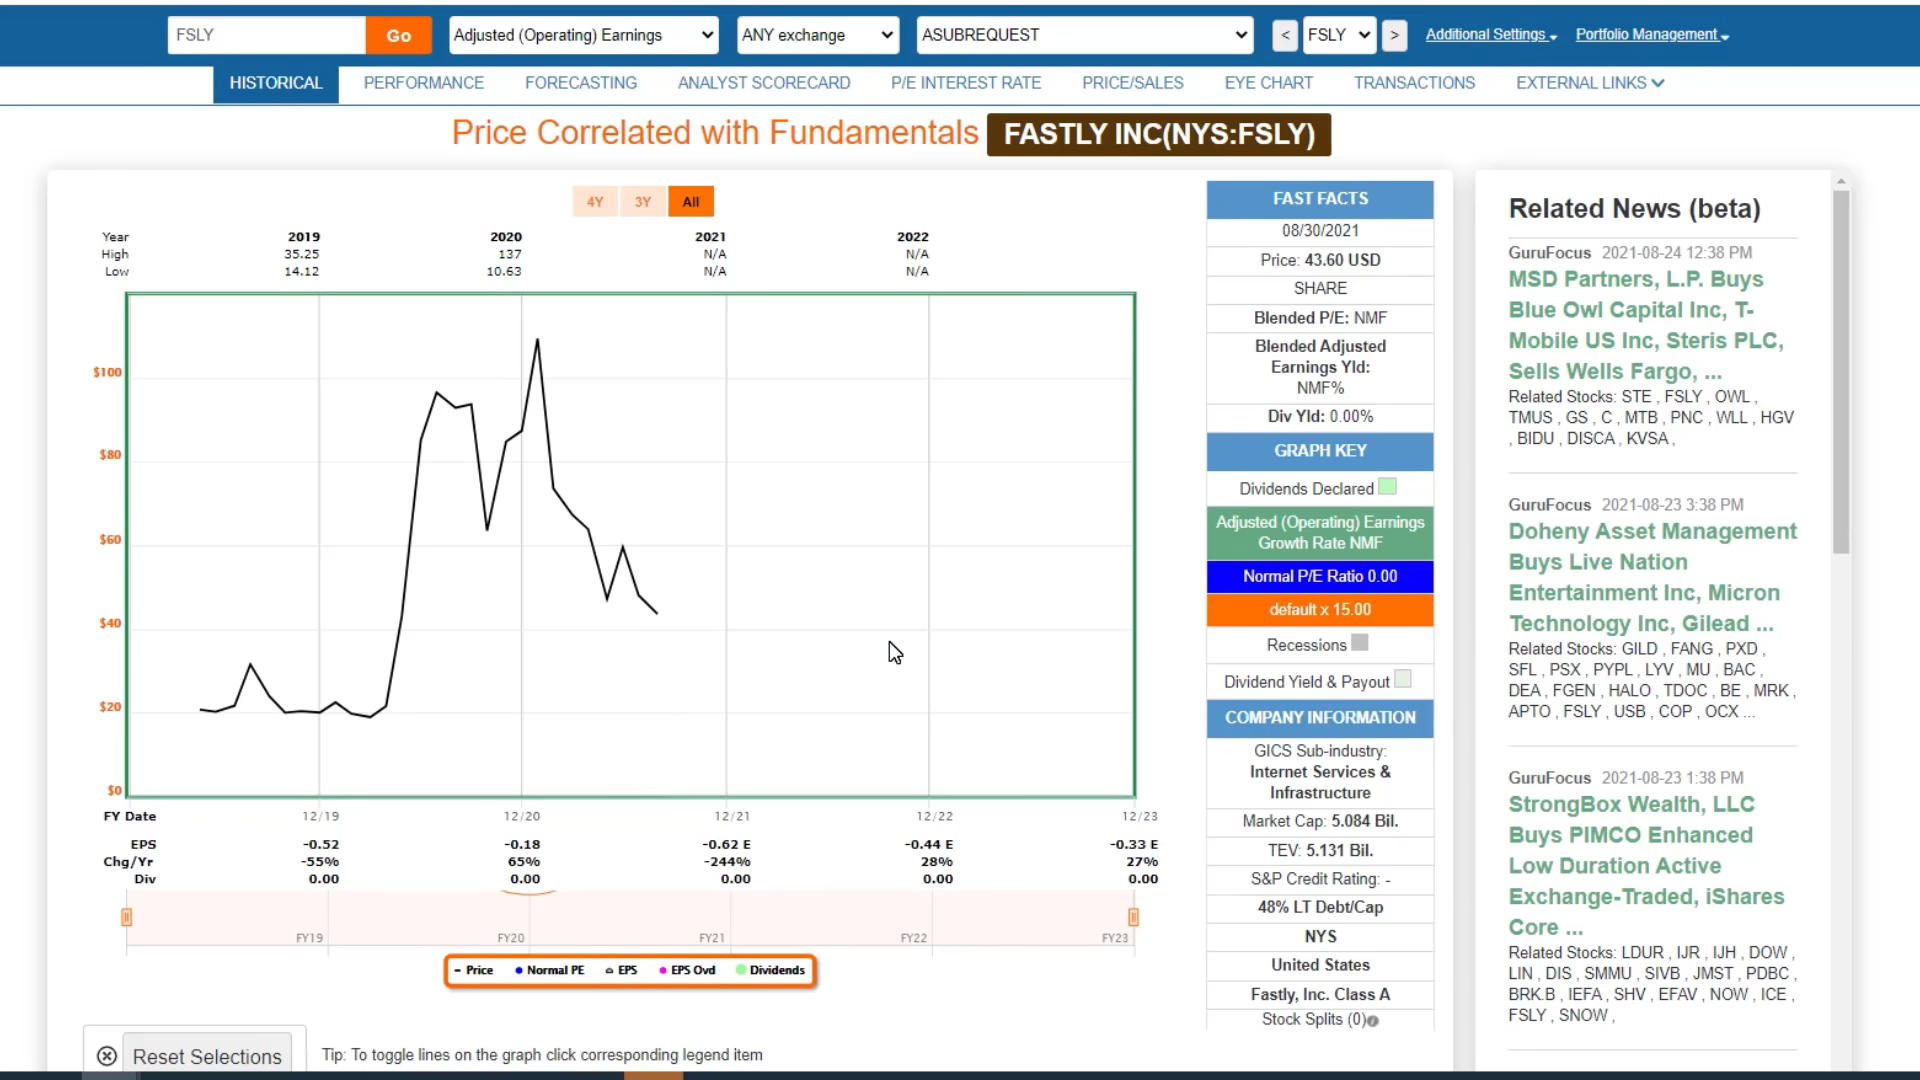 FSLY Go Adjusted (Operating) Earnings ANY exchange ASUBREQUEST < FSLY > Additional Settings Portfolio Management
HISTORICAL PERFORMANCE FORECASTING ANALYST SCORECARD P/E INTEREST RATE PRICE/SALES EYE CHART TRANSACTIONS EXTERNAL LINKS
Price Correlated with Fundamentals FASTLY INC(NYS:FSLY)
4Y 3Y All
Year 2019 2020 2021 2022
High 35.25 137 N/A N/A
Low 14.12 10.63 N/A N/A
$100
$80
$60
$40
$20
$0
FY Date 12/19 12/20 12/21 12/22 12/23
EPS -0.52 -0.18 -0.62 E -0.44 E -0.33 E
Chg/Yr -55% 65% -244% 28% 27%
Div 0.00 0.00 0.00 0.00 0.00
FY19 FY20 FY21 FY22 FY23
Price Normal PE EPS EPS Ovd Dividends
Reset Selections Tip: To toggle lines on the graph click corresponding legend item
FAST FACTS
08/30/2021
Price: 43.60 USD
SHARE
Blended P/E: NMF
Blended Adjusted
Earnings Yld:
NMF%
Div Yld: 0.00%
GRAPH KEY
Dividends Declared
Adjusted (Operating) Earnings
Growth Rate NMF
Normal P/E Ratio 0.00
default x 15.00
Recessions
Dividend Yield & Payout
COMPANY INFORMATION
GICS Sub-industry:
Internet Services &
Infrastructure
Market Cap: 5.084 Bil.
TEV: 5.131 Bil.
S&P Credit Rating: -
48% LT Debt/Cap
NYS
United States
Fastly, Inc. Class A
Stock Splits (0)
Related News (beta)
GuruFocus 2021-08-24 12:38 PM
MSD Partners, L.P. Buys
Blue Owl Capital Inc, T-
Mobile US Inc, Steris PLC,
Sells Wells Fargo, ...
Related Stocks: STE , FSLY , OWL ,
TMUS , GS , C , MTB , PNC , WLL , HGV
, BIDU , DISCA , KVSA ,
GuruFocus 2021-08-23 3:38 PM
Doheny Asset Management
Buys Live Nation
Entertainment Inc, Micron
Technology Inc, Gilead ...
Related Stocks: GILD , FANG , PXD ,
SFL , PSX , PYPL , LYV , MU , BAC ,
DEA , FGEN , HALO , TDOC , BE , MRK ,
APTO , FSLY , USB , COP , OCX ...
GuruFocus 2021-08-23 1:38 PM
StrongBox Wealth, LLC
Buys PIMCO Enhanced
Low Duration Active
Exchange-Traded, iShares
Core ...
Related Stocks: LDUR , IJR , IJH , DOW ,
LIN , DIS , SMMU , SIVB , JMST , PDBC ,
BRK.B , IEFA , SHV , EFAV , NOW , ICE ,
FSLY , SNOW ,